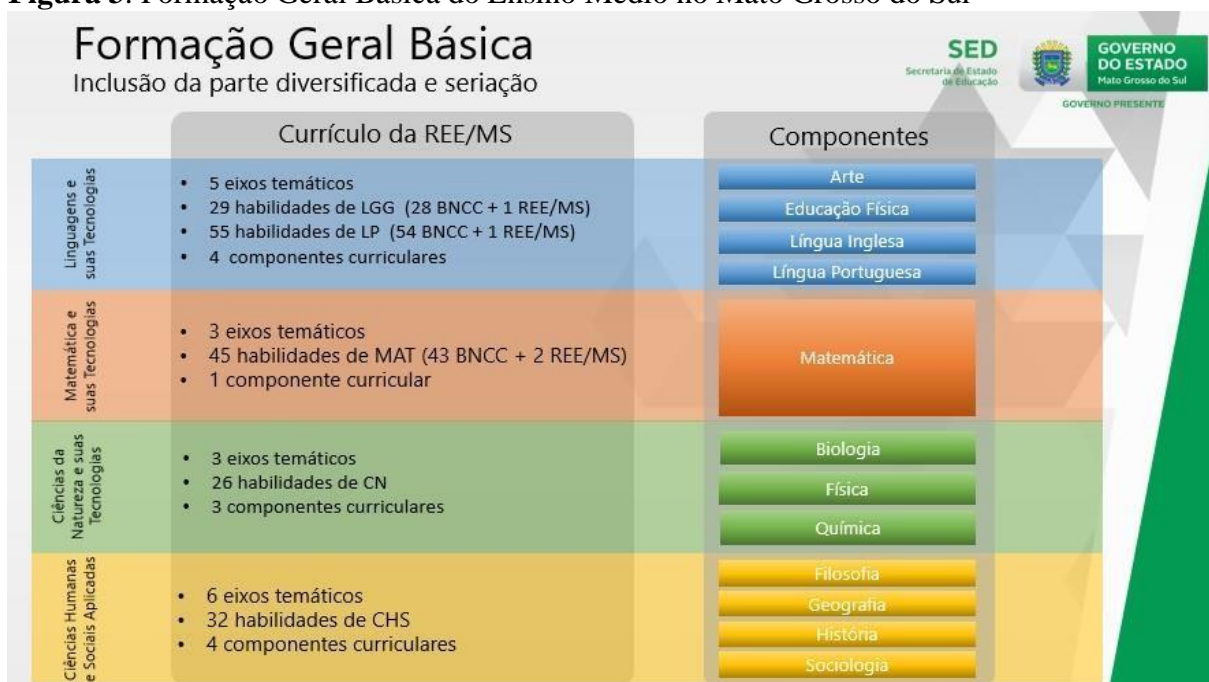 Figura 5. Formação Geral Básica do Ensino Médio no Mato Grosso do Sul
Formação Geral Básica
Inclusão da parte diversificada e seriação
SED
Secretaria de Estado
de Educação
GOVERNO
DO ESTADO
Mato Grosso do Sul
GOVERNO PRESENTE
Currículo da REE/MS
Componentes
Linguagens e
suas Tecnologias
• 5 eixos temáticos
• 29 habilidades de LGG (28 BNCC + 1 REE/MS)
• 55 habilidades de LP (54 BNCC + 1 REE/MS)
• 4 componentes curriculares
Arte
Educação Física
Língua Inglesa
Língua Portuguesa
Matemática e
suas Tecnologias
• 3 eixos temáticos
• 45 habilidades de MAT (43 BNCC + 2 REE/MS)
• 1 componente curricular
Matemática
Ciências da
Natureza e suas
Tecnologias
• 3 eixos temáticos
• 26 habilidades de CN
• 3 componentes curriculares
Biologia
Física
Química
Ciências Humanas
e Sociais Aplicadas
• 6 eixos temáticos
• 32 habilidades de CHS
• 4 componentes curriculares
Filosofia
Geografia
História
Sociologia